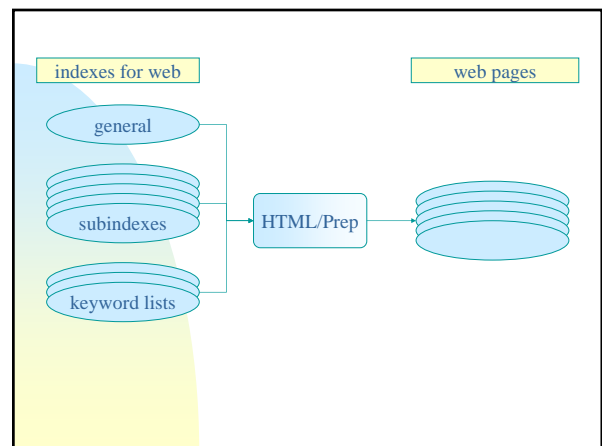 indexes for web
web pages
general
subindexes
HTML/Prep
keyword lists